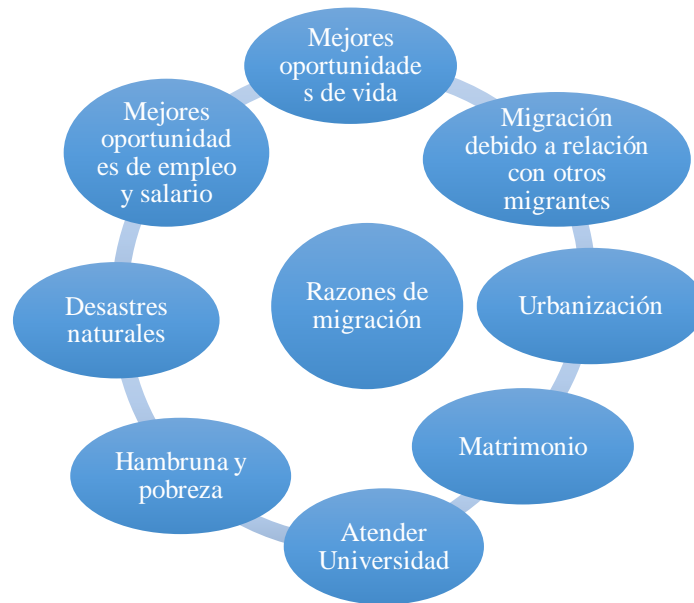 Mejores
oportunidade
s de vida
Migración
debido a relación
con otros
migrantes
Urbanización
Matrimonio
Atender
Universidad
Hambruna y
pobreza
Desastres
naturales
Mejores
oportunidad
es de empleo
y salario
Razones de
migración